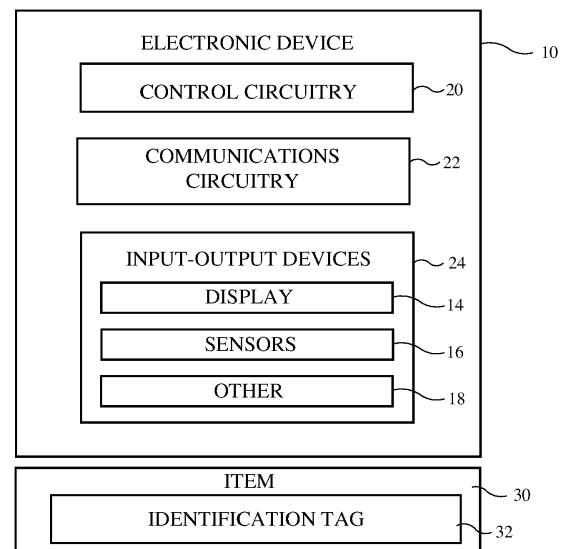 ELECTRONIC DEVICE
10
CONTROL CIRCUITRY
20
COMMUNICATIONS
CIRCUITRY
22
INPUT-OUTPUT DEVICES
24
DISPLAY
14
SENSORS
16
OTHER
18
ITEM
30
IDENTIFICATION TAG
32